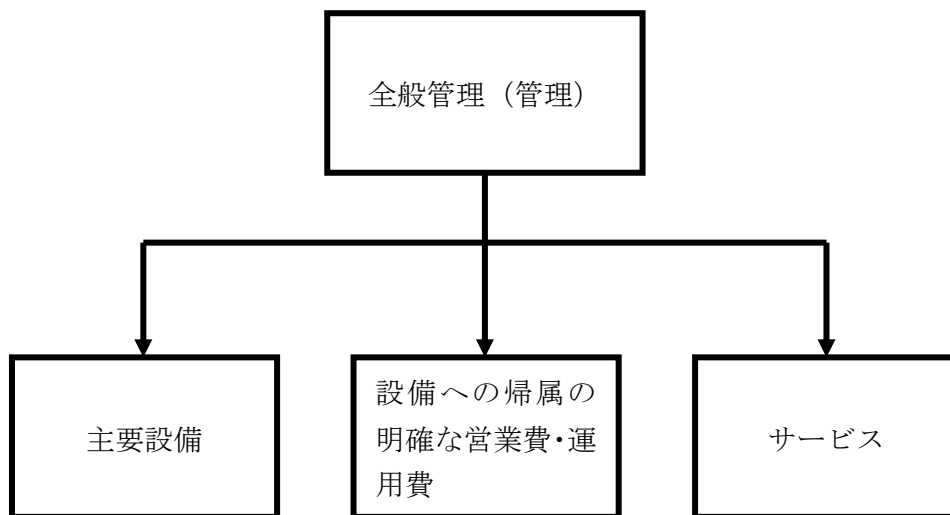 全般管理（管理）
主要設備
設備への帰属の
明確な営業費･運
用費
サービス